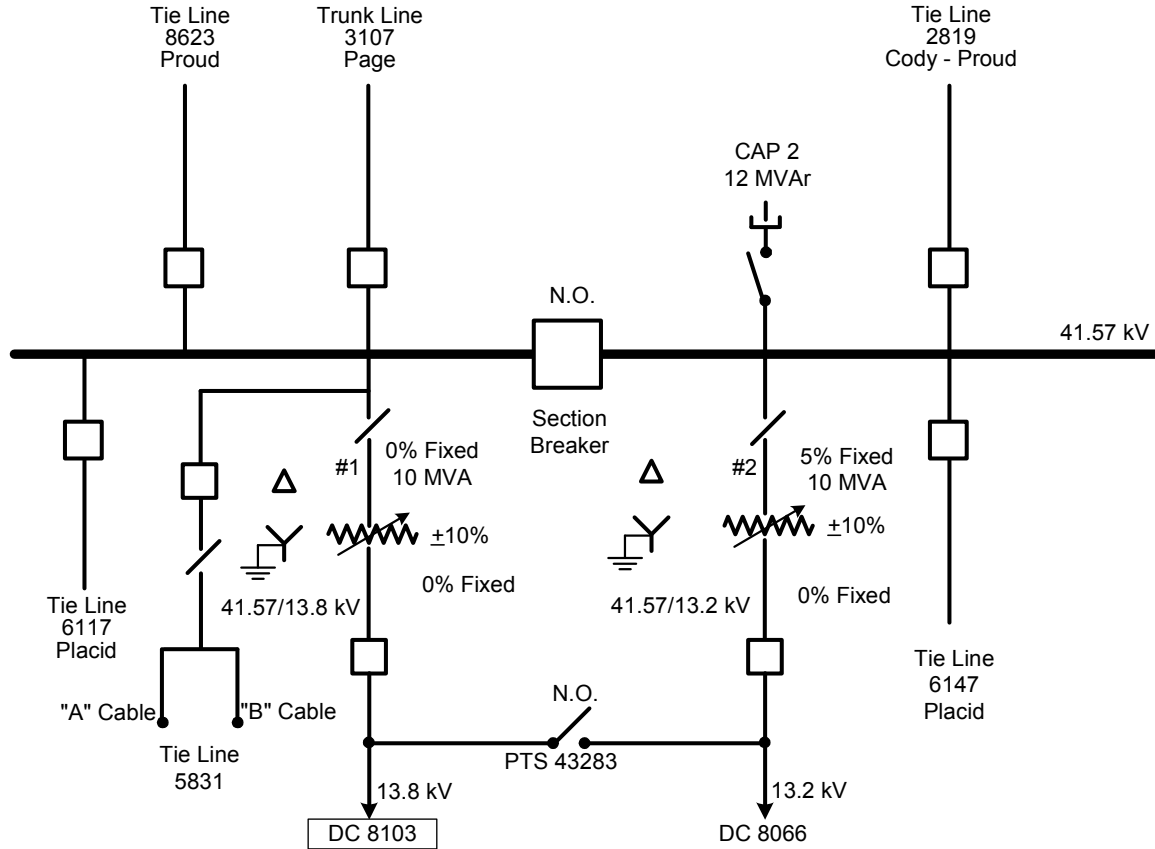 Tie Line
8623
Proud
Trunk Line
3107
Page
Tie Line
2819
Cody - Proud
CAP 2
12 MVAr
N.O.
41.57 kV
Section
Breaker
#1
0% Fixed
10 MVA
±10%
0% Fixed
41.57/13.8 kV
#2
5% Fixed
10 MVA
±10%
0% Fixed
41.57/13.2 kV
Tie Line
6117
Placid
"A" Cable
"B" Cable
Tie Line
5831
N.O.
PTS 43283
Tie Line
6147
Placid
13.8 kV
13.2 kV
DC 8103
DC 8066